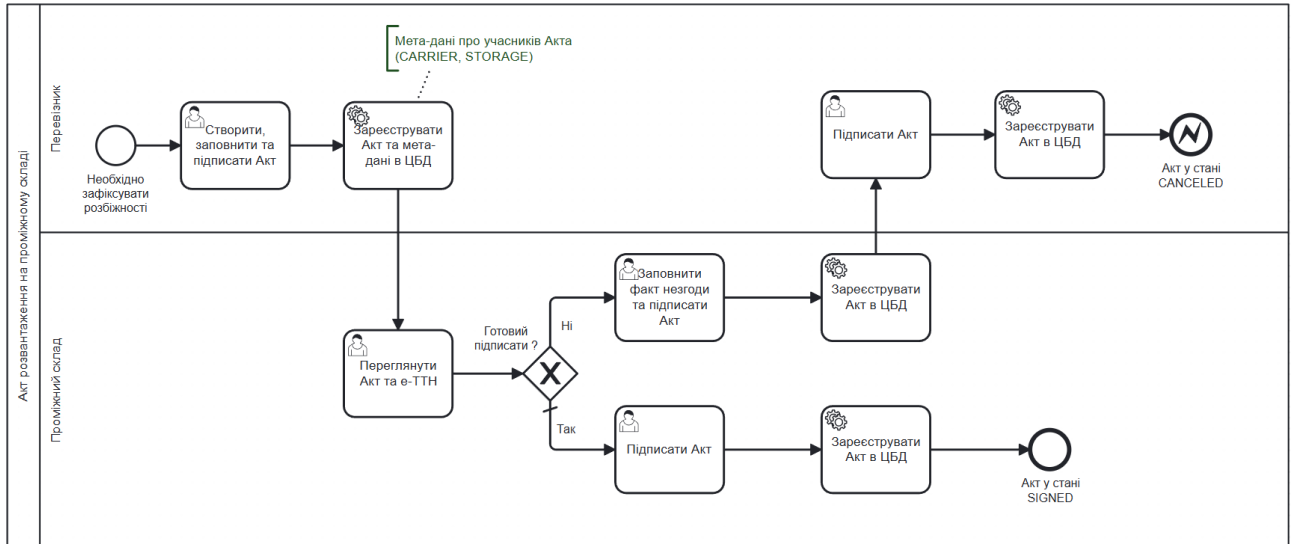 Акт розвантаження на проміжному складі
Перевізник
Мета-дані про учасників Акта
(CARRIER, STORAGE)
Необхідно
зафіксувати
розбіжності
Створити,
заповнити та
підписати Акт
Зареєструвати
Акт та мета-
дані в ЦБД
Підписати Акт
Зареєструвати
Акт в ЦБД
Акт у стані
CANCELED
Проміжний склад
Переглянути
Акт та е-ТТН
Готовий
підписати ?
Ні
Заповнити
факт незгоди
та підписати
Акт
Зареєструвати
Акт в ЦБД
Так
Підписати Акт
Зареєструвати
Акт в ЦБД
Акт у стані
SIGNED